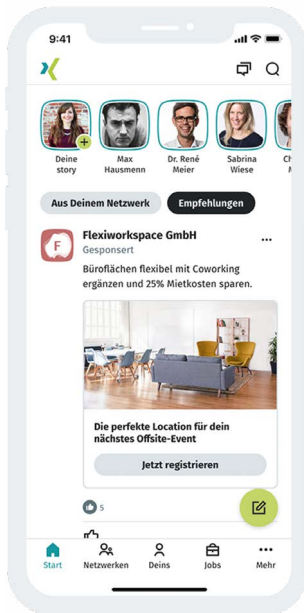 9:41
Deine
story
Max
Hausmenn
Dr. René
Meier
Sabrina
Wiese
Aus Deinem Netzwerk
Empfehlungen
F
Flexiworkspace GmbH
Gesponsert
Büroflächen flexibel mit Coworking
ergänzen und 25% Mietkosten sparen.
Die perfekte Location für dein
nächstes Offsite-Event
Jetzt registrieren
5
Start
Netzwerken
Deins
Jobs
Mehr